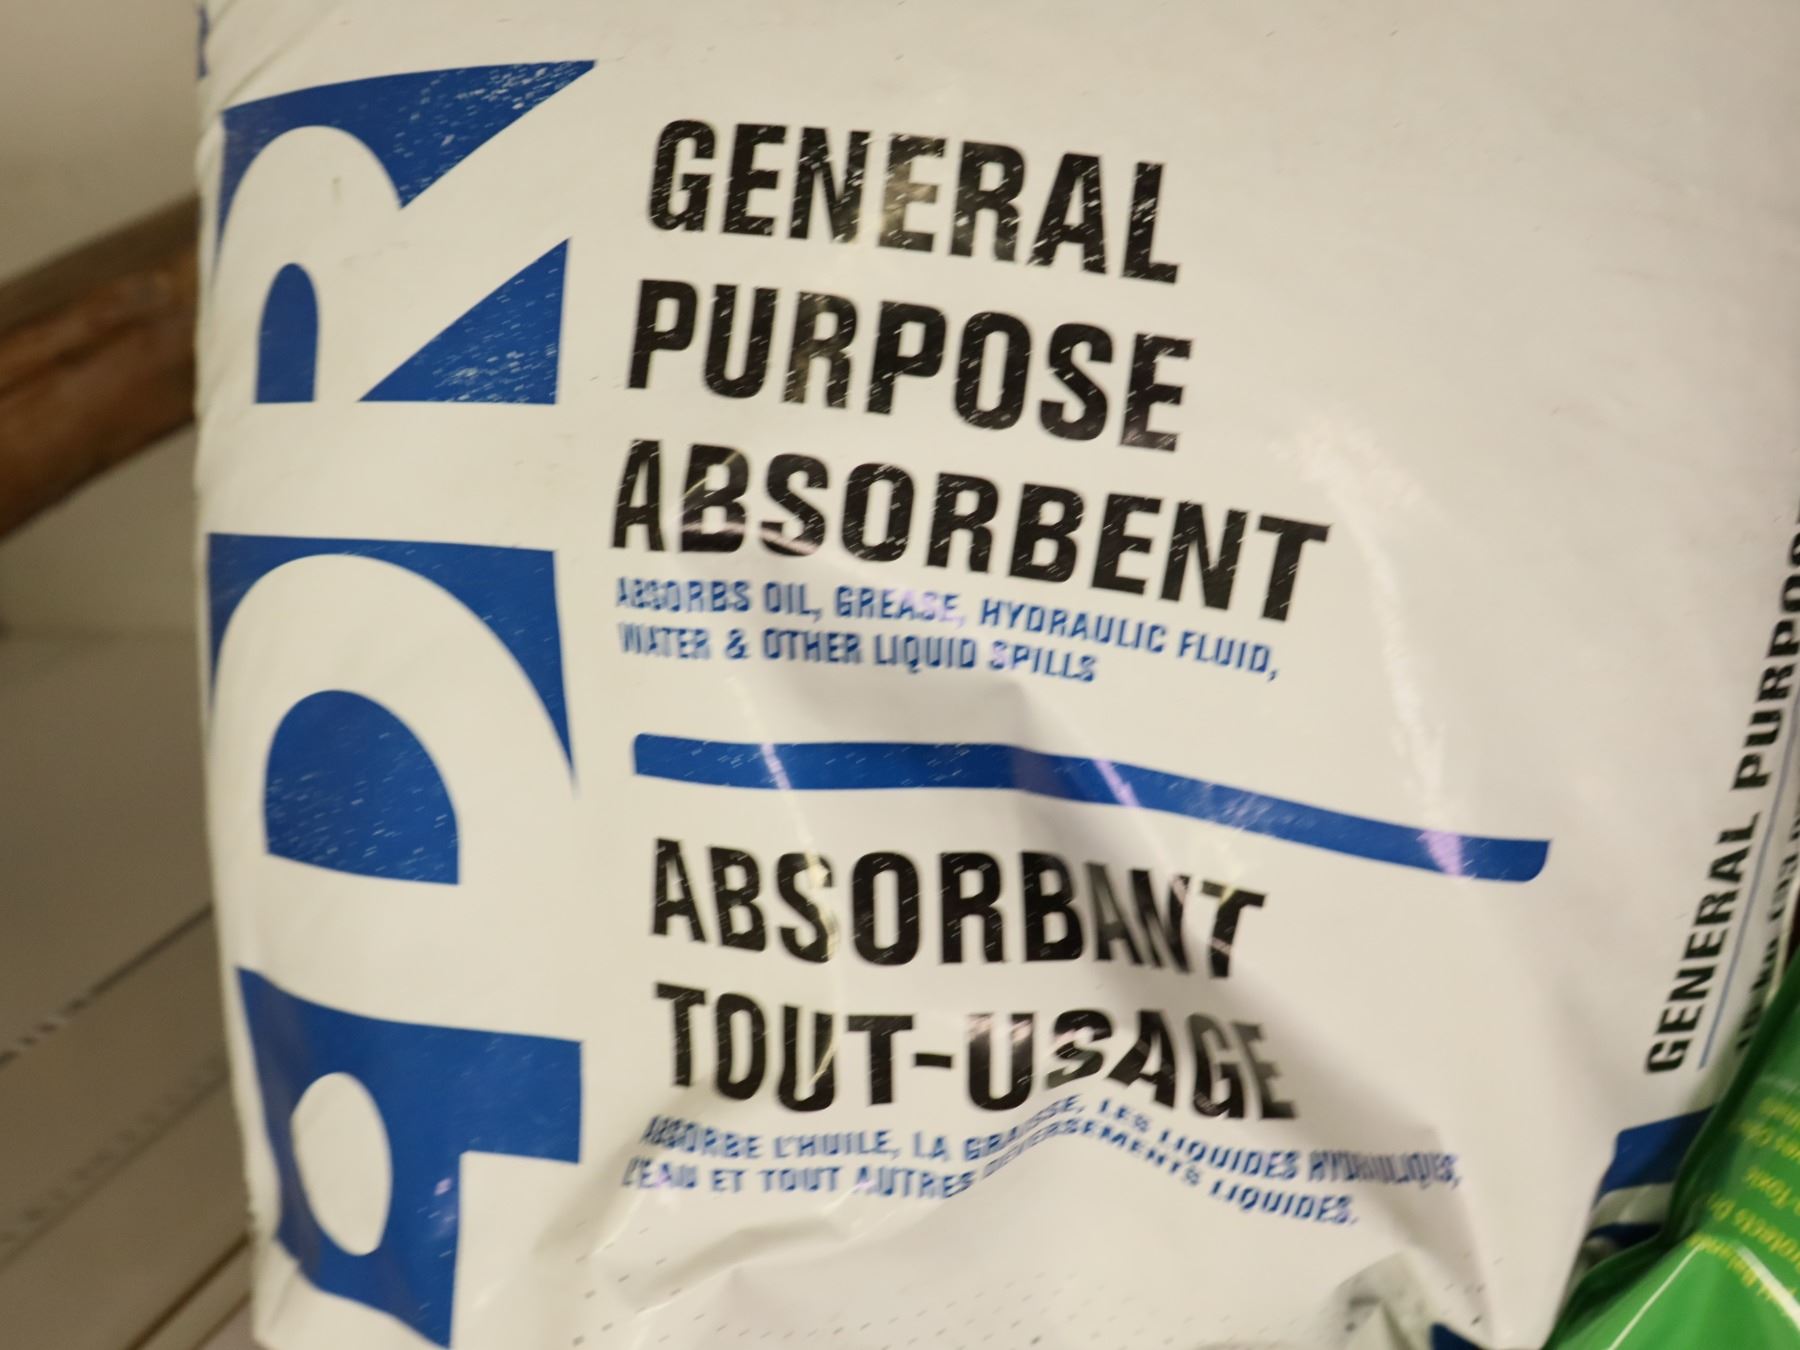 GENERAL
PURPOSE
ABSORBENT
ABSORBS OIL, GREASE, HYDRAULIC FLUID,
WATER & OTHER LIQUID SPILLS
ABSORBANT
TOUT-USAGE
ABSORBE L'HUILE, LA GRAISSE, LES LIQUIDES HYDRAULIQUES,
L'EAU ET TOUT AUTRES DEVERSEMENTS LIQUIDES.
GENERAL PURPOSE